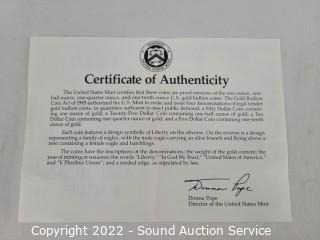 Certificate of Authenticity
The United States Mint certifies that these coins are proof versions of the one ounce, one-
half ounce, one-quarter ounce, and one-tenth ounce U.S. gold bullion coins. The Gold Bullion
Coin Act of 1985 authorized the U.S. Mint to strike and issue four denominations of legal tender
gold bullion coins, in quantities sufficient to meet public demand: a Fifty Dollar Coin contain-
ing one ounce of gold; a Twenty-Five Dollar Coin containing one-half ounce of gold; a Ten
Dollar Coin containing one-quarter ounce of gold; and a Five Dollar Coin containing one-tenth
ounce of gold.
Each coin features a design symbolic of Liberty on the obverse. On the reverse is a design
representing a family of eagles, with the male eagle carrying an olive branch and flying above a
nest containing a female eagle and hatchlings.
The coins have the inscriptions of the denominations; the weight of the gold content; the
year of minting or issuance; the words "Liberty," "In God We Trust," "United States of America,"
and "E Pluribus Unum"; and a reeded edge, as stipulated by law.
Donna Pope
Donna Pope
Director of the United States Mint
Copyright 2022 - Sound Auction Service